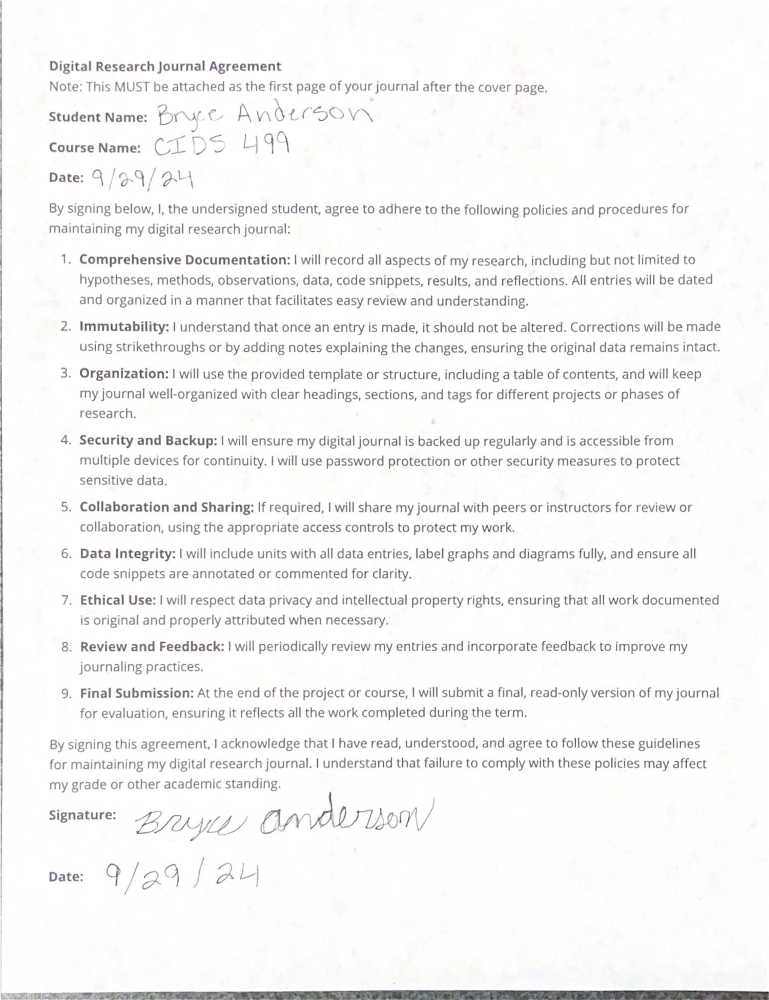 Digital Research Journal Agreement
Note: This MUST be attached as the first page of your journal after the cover page.
Student Name: Bryce Anderson
Course Name: CIDS 499
Date: 9/29/24
By signing below, I, the undersigned student, agree to adhere to the following policies and procedures for
maintaining my digital research journal:
1. Comprehensive Documentation: I will record all aspects of my research, including but not limited to
hypotheses, methods, observations, data, code snippets, results, and reflections. All entries will be dated
and organized in a manner that facilitates easy review and understanding.
2. Immutability: I understand that once an entry is made, it should not be altered. Corrections will be made
using strikethroughs or by adding notes explaining the changes, ensuring the original data remains intact.
3. Organization: I will use the provided template or structure, including a table of contents, and will keep
my journal well-organized with clear headings, sections, and tags for different projects or phases of
research.
4. Security and Backup: I will ensure my digital journal is backed up regularly and is accessible from
multiple devices for continuity. I will use password protection or other security measures to protect
sensitive data.
5. Collaboration and Sharing: If required, I will share my journal with peers or instructors for review or
collaboration, using the appropriate access controls to protect my work.
6. Data Integrity: I will include units with all data entries, label graphs and diagrams fully, and ensure all
code snippets are annotated or commented for clarity.
7. Ethical Use: I will respect data privacy and intellectual property rights, ensuring that all work documented
is original and properly attributed when necessary.
8. Review and Feedback: I will periodically review my entries and incorporate feedback to improve my
journaling practices.
9. Final Submission: At the end of the project or course, I will submit a final, read-only version of my journal
for evaluation, ensuring it reflects all the work completed during the term.
By signing this agreement, I acknowledge that I have read, understood, and agree to follow these guidelines
for maintaining my digital research journal. I understand that failure to comply with these policies may affect
my grade or other academic standing.
Signature: Bryce Anderson
Date: 9/29/24